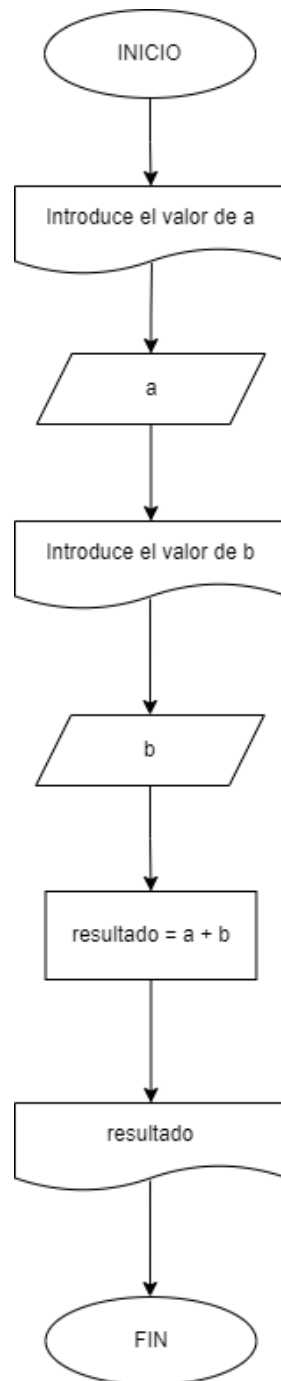 INICIO
Introduce el valor de a
a
Introduce el valor de b
b
resultado = a + b
resultado
FIN